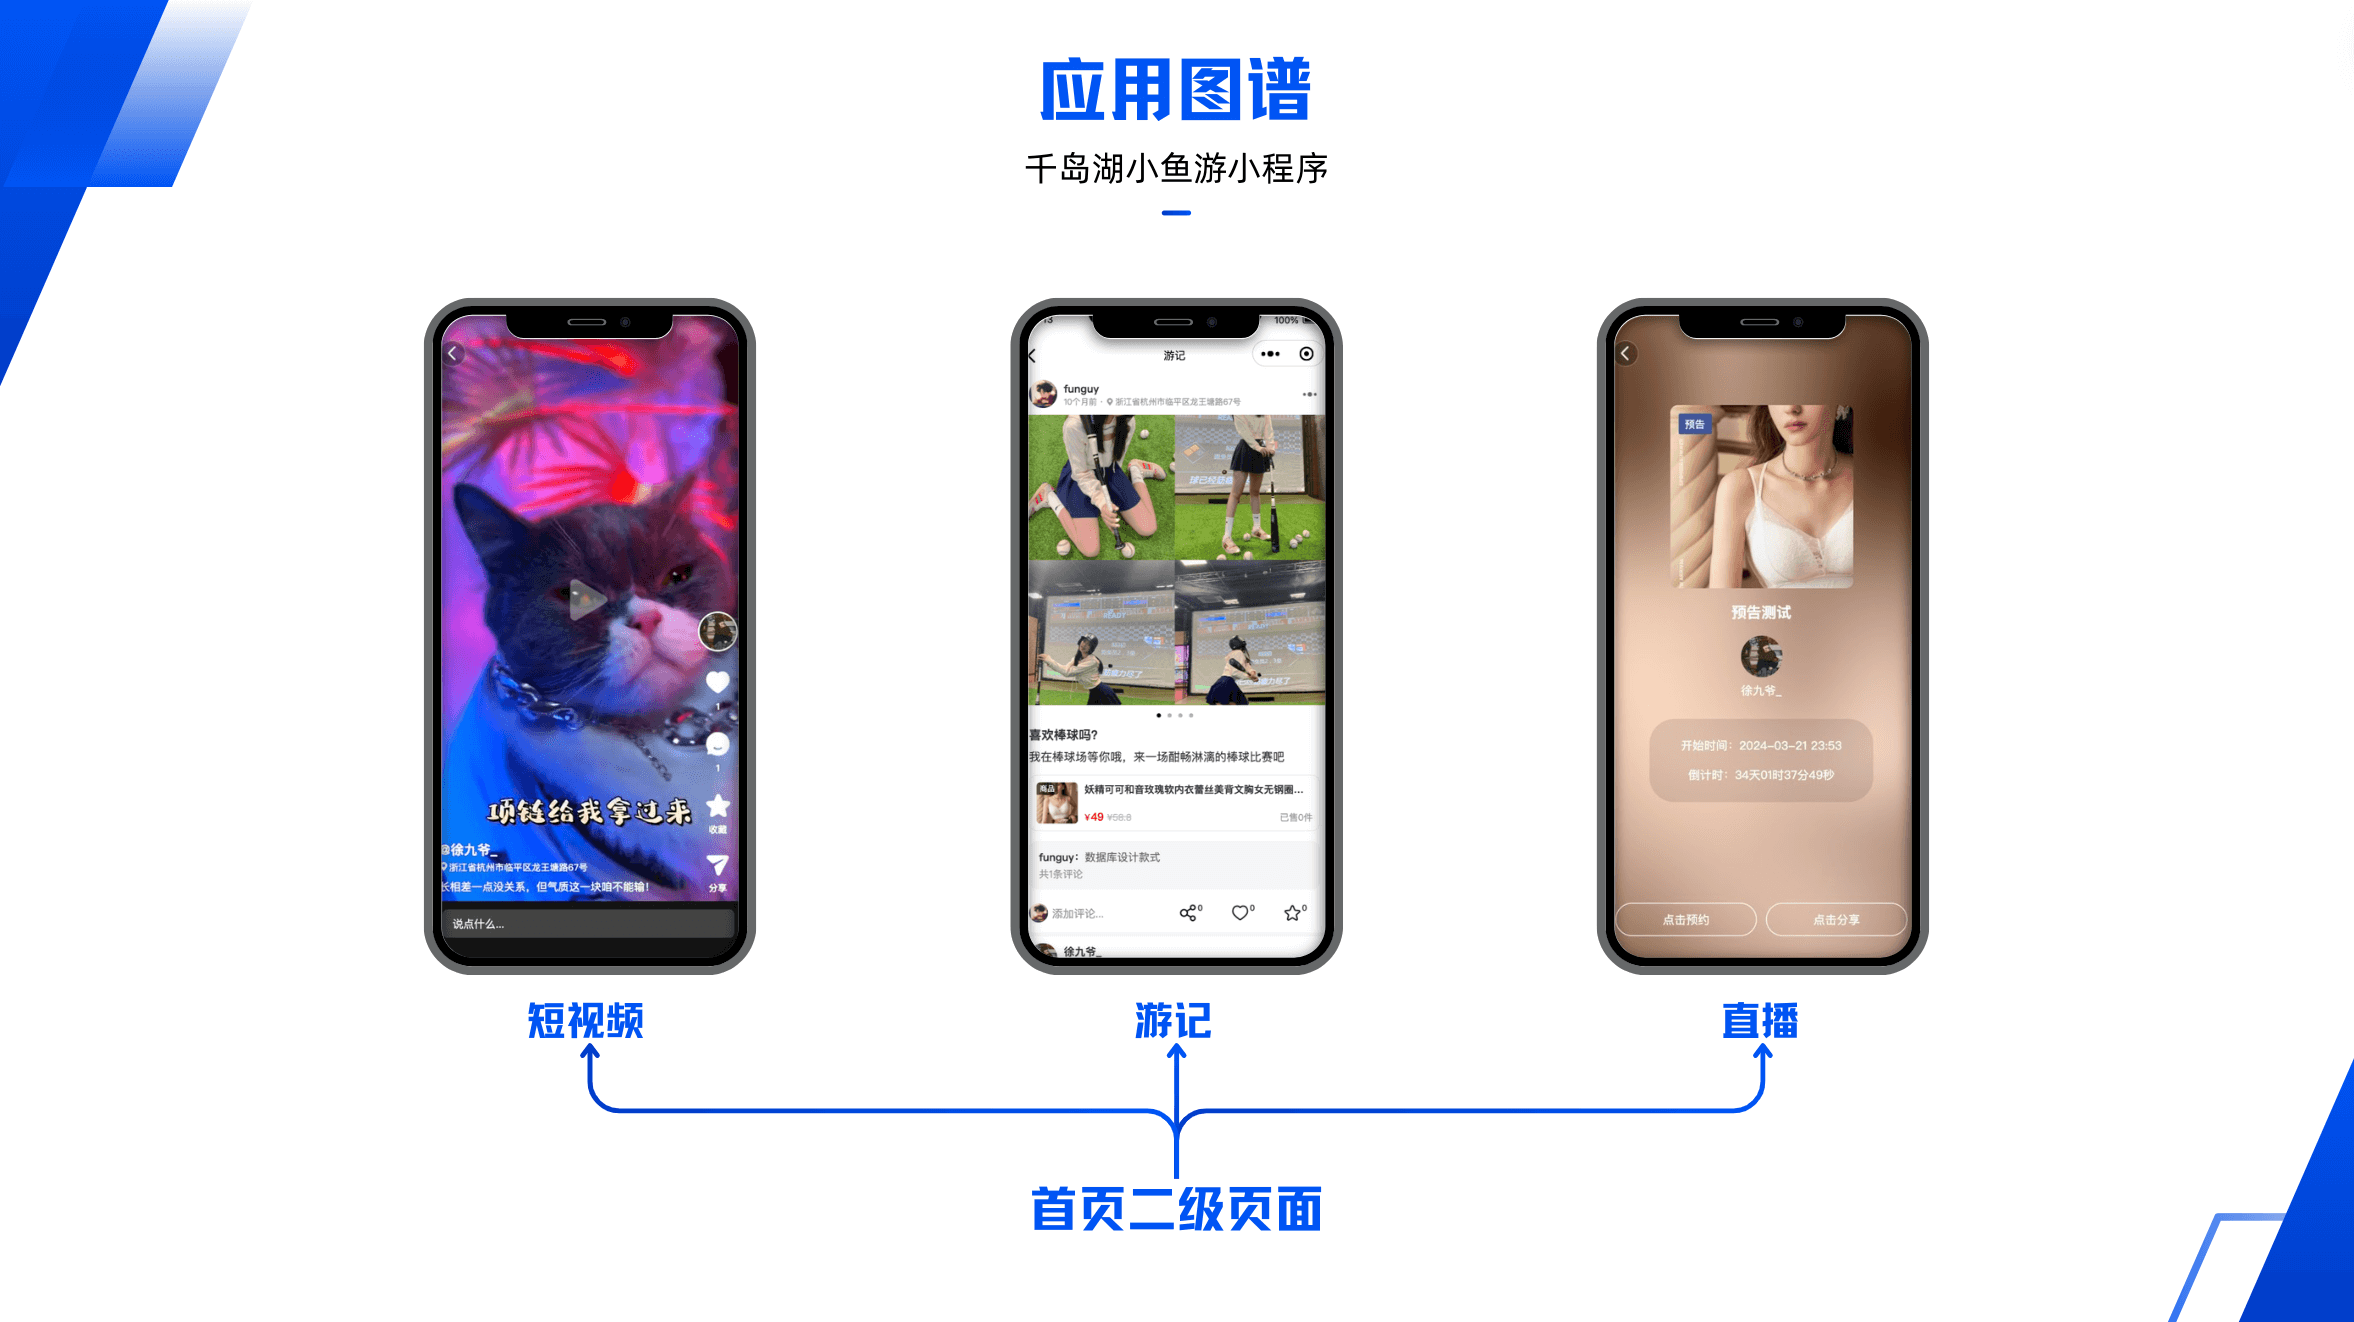 应用图谱
千岛湖小鱼游小程序
项链给我拿过来
1
1
收藏
@徐九爷_
浙江省杭州市临平区龙王塘路67号
分享
长相差一点没关系，但气质这一块咱不能输！
说点什么...
13
100%
游记
funguy
10个月前 · 浙江省杭州市临平区龙王塘路67号
喜欢棒球吗?
我在棒球场等你哦，来一场酣畅淋漓的棒球比赛吧
商品
妖精可可和音玫瑰软内衣蕾丝美背文胸女无钢圈...
¥49 ¥58.8
已售0件
funguy：数据库设计款式
共1条评论
添加评论...
0
0
0
徐九爷_
预告
预告测试
徐九爷_
开始时间：2024-03-21 23:53
倒计时：34天01时37分49秒
点击预约
点击分享
短视频
游记
直播
首页二级页面